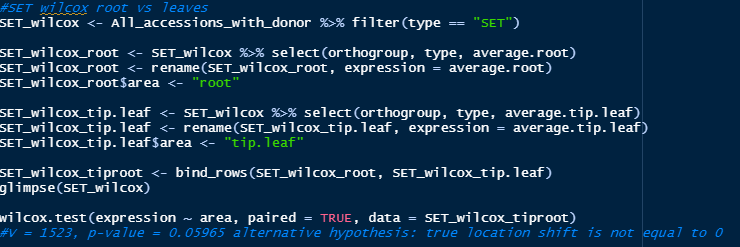 #SET wilcox root vs leaves
SET_wilcox <- All_accessions_with_donor %>% filter(type == "SET")
SET_wilcox_root <- SET_wilcox %>% select(orthogroup, type, average.root)
SET_wilcox_root <- rename(SET_wilcox_root, expression = average.root)
SET_wilcox_root$area <- "root"
SET_wilcox_tip.leaf <- SET_wilcox %>% select(orthogroup, type, average.tip.leaf)
SET_wilcox_tip.leaf <- rename(SET_wilcox_tip.leaf, expression = average.tip.leaf)
SET_wilcox_tip.leaf$area <- "tip.leaf"
SET_wilcox_tiproot <- bind_rows(SET_wilcox_root, SET_wilcox_tip.leaf)
glimpse(SET_wilcox)
wilcox.test(expression ~ area, paired = TRUE, data = SET_wilcox_tiproot)
#V = 1523, p-value = 0.05965 alternative hypothesis: true location shift is not equal to 0